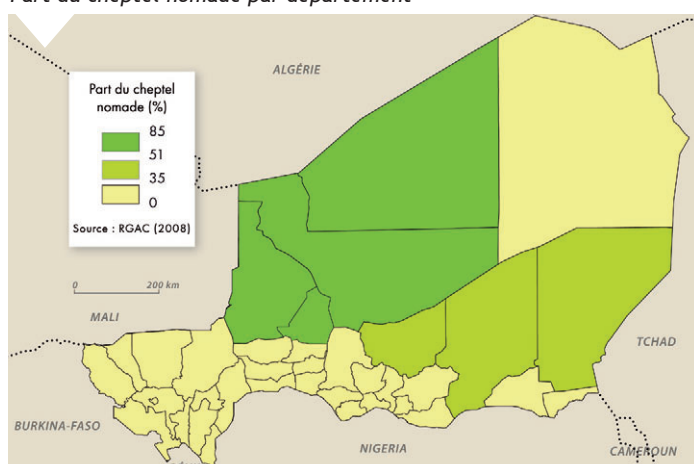 Part du cheptel nomade par département
ALGÉRIE
Part du cheptel
nomade (%)
85
51
35
0
Source : RGAC (2008)
0 200 km
MALI
TCHAD
BURKINA-FASO
NIGERIA
CAMEROUN